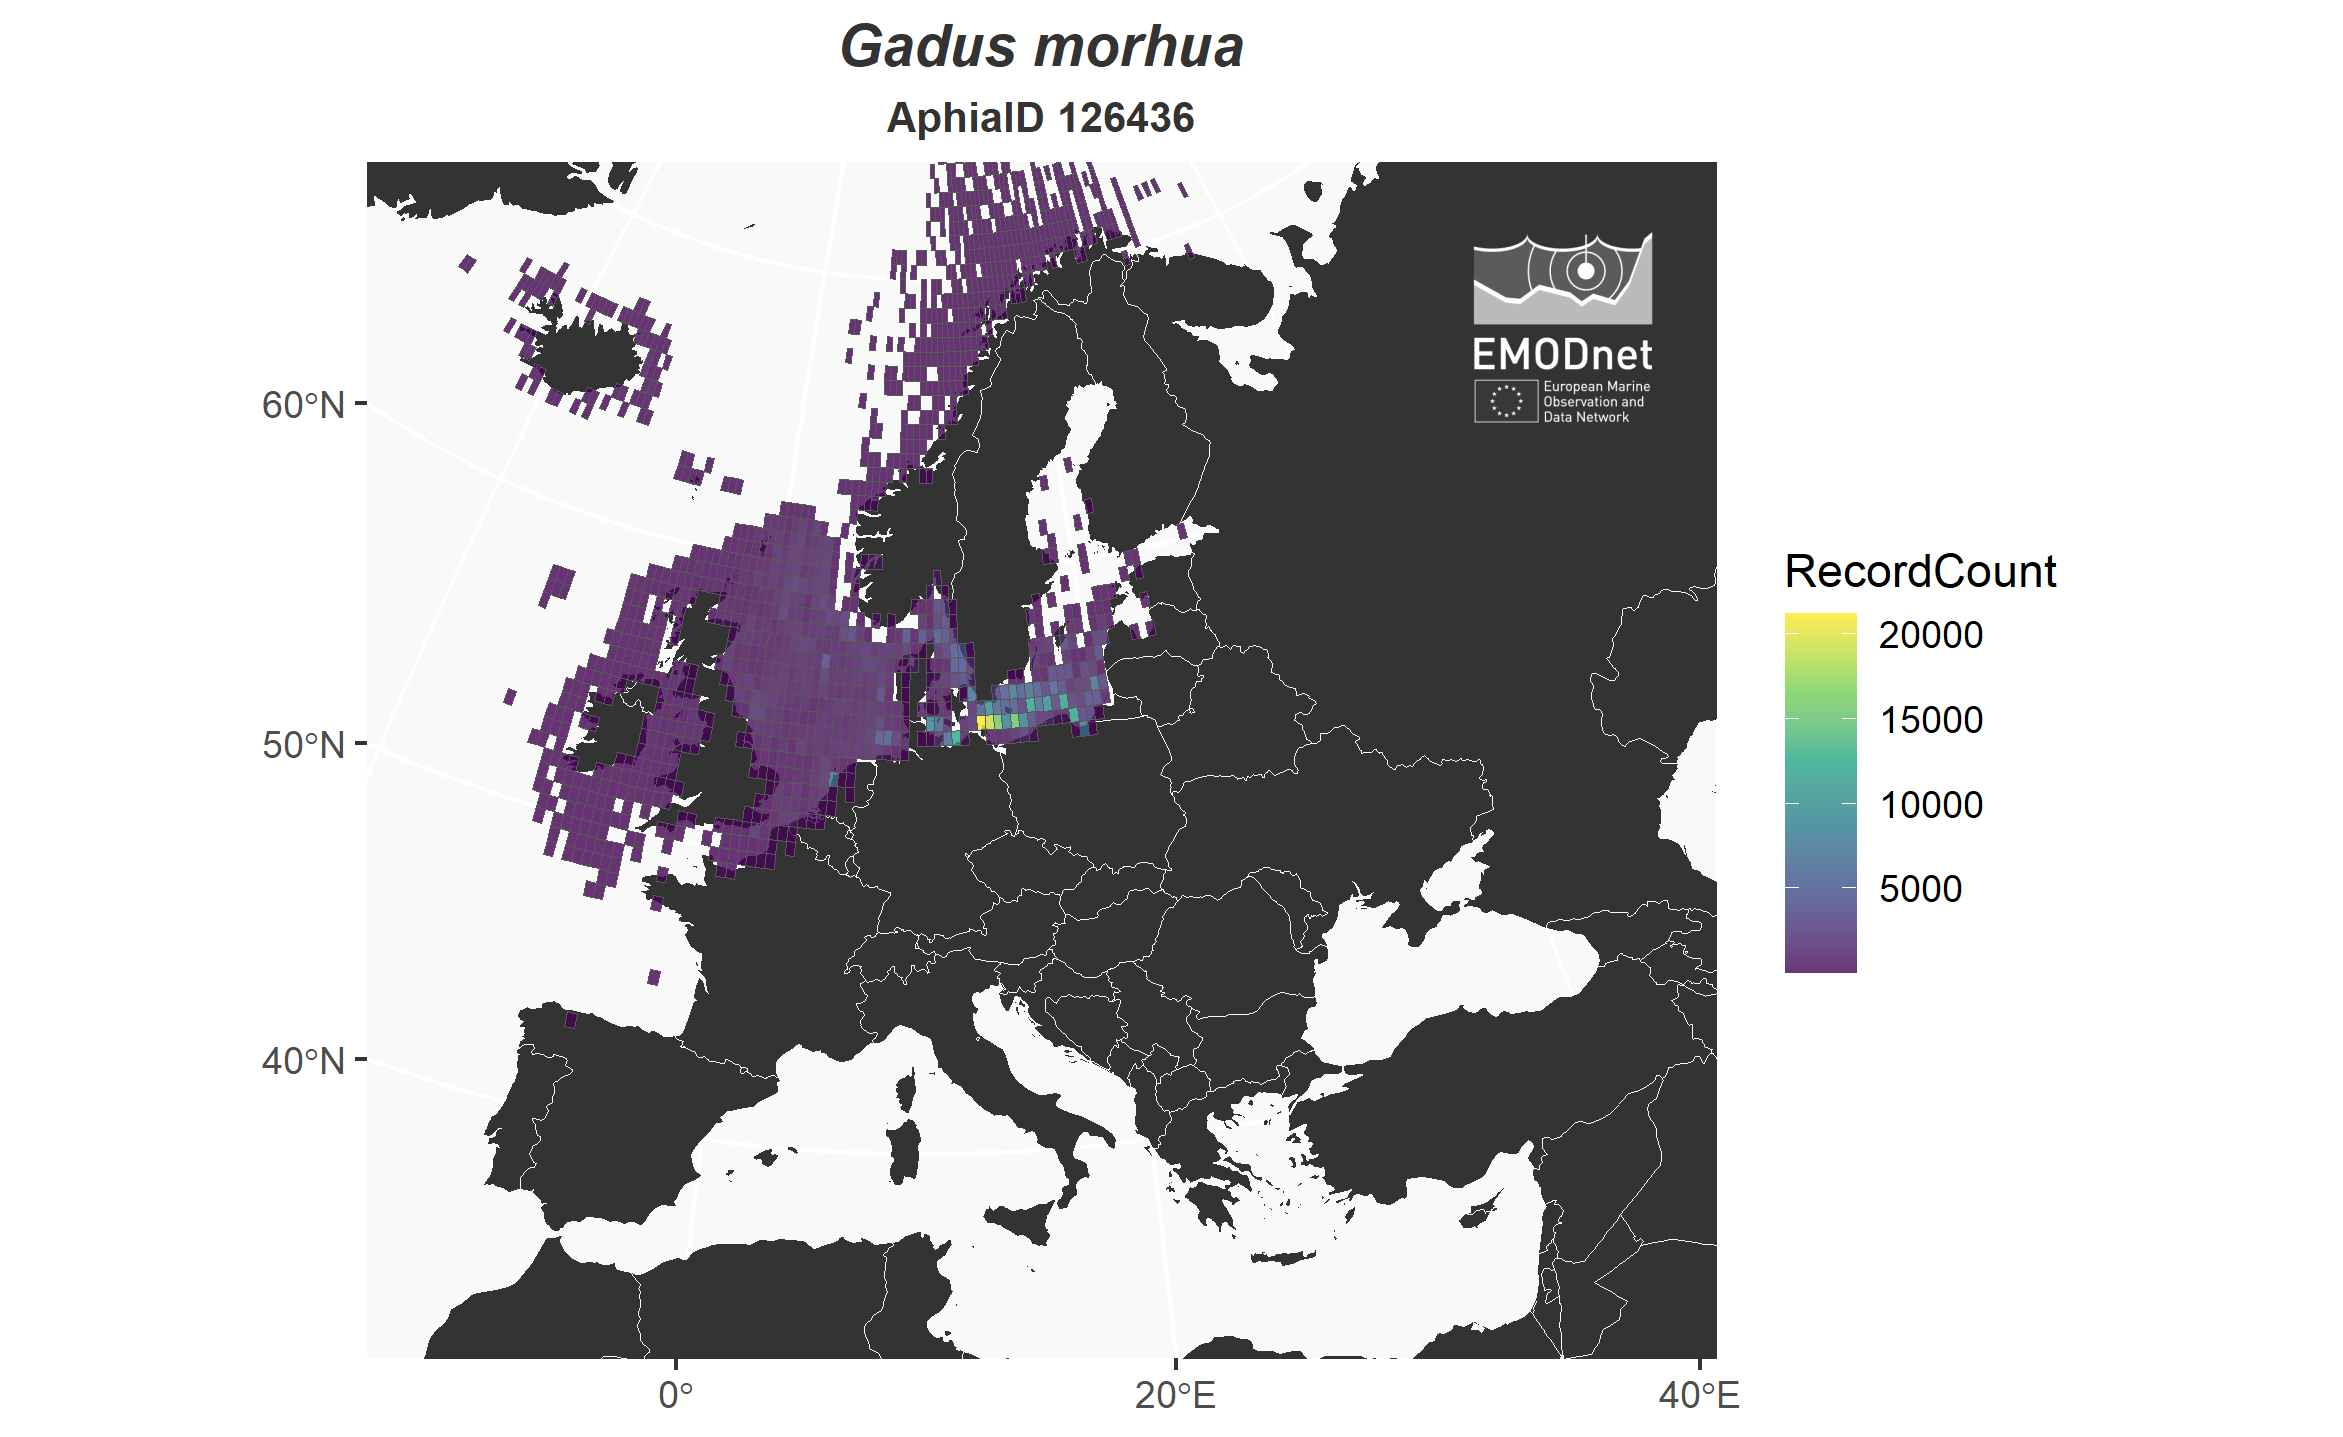 Gadus morhua
AphiaID 126436
60°N
50°N
40°N
0°
20°E
40°E
EMODnet
European Marine
Observation and
Data Network
RecordCount
20000
15000
10000
5000